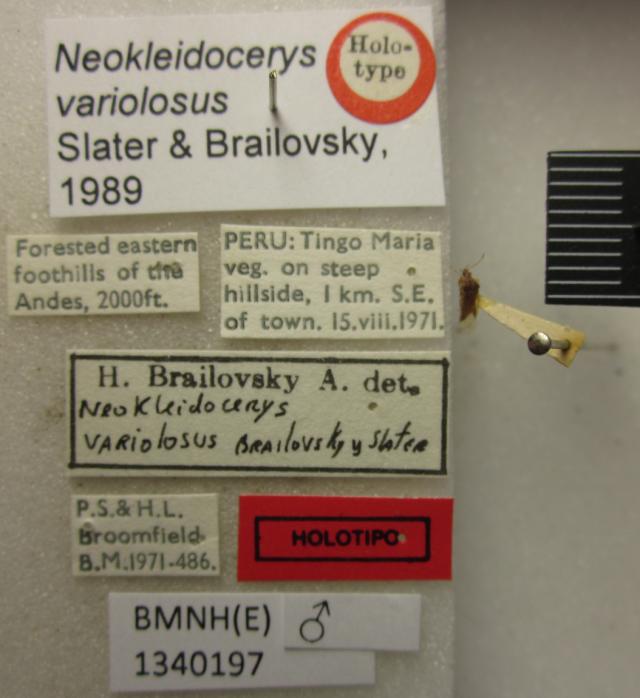 Neokleidocerys
variolosus
Slater & Brailovsky,
1989
Holo-
type
Forested eastern
foothills of the
Andes, 2000ft.
PERU: Tingo Maria
veg. on steep
hillside, 1 km. S.E.
of town. 15.viii.1971.
H. Brailovsky A. det.
Neokleidocerys
variolosus Brailovsky y Slater
P.S. & H.L.
Broomfield
B.M.1971-486.
HOLOTIPO
BMNH(E) ♂
1340197